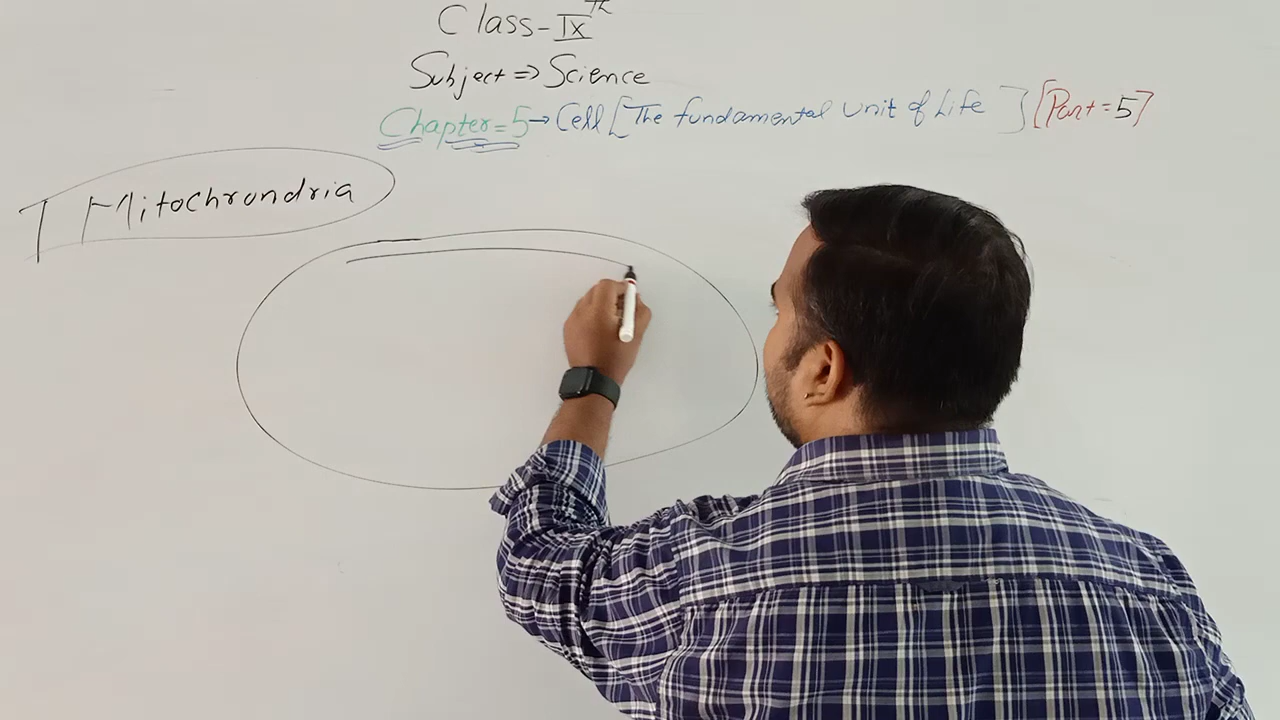 Class-IXth
Subject ⇒ Science
Chapter=5 → Cell [The fundamental unit of Life] [Part=5]
Mitochrondria